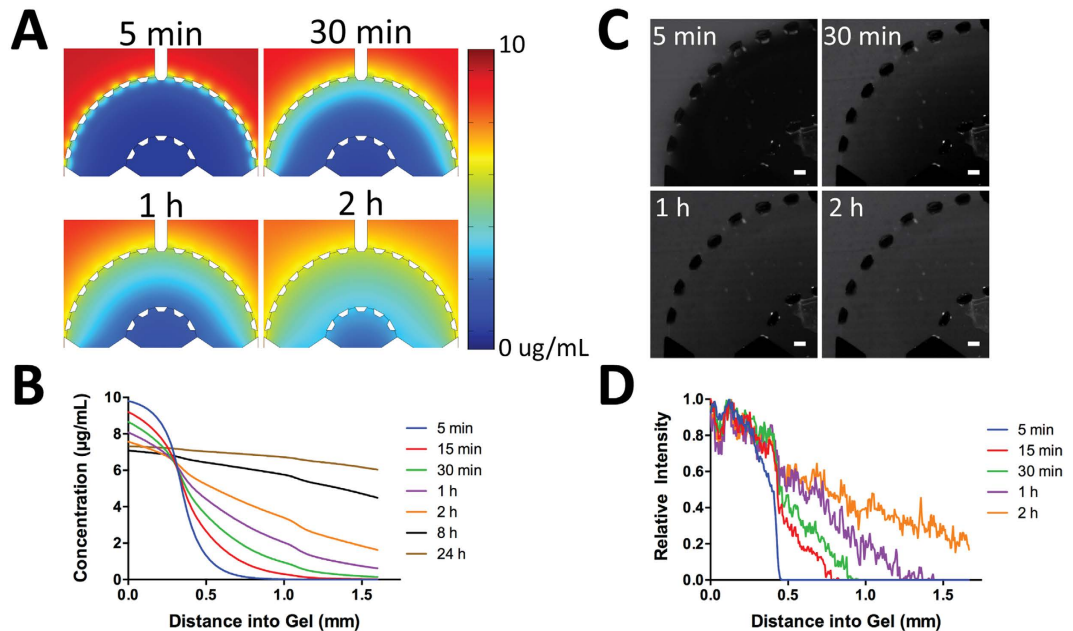 A
5 min
30 min
10
1 h
2 h
0 ug/mL
B
Concentration (µg/mL)
10
8
6
4
2
0
0.0
0.5
1.0
1.5
Distance into Gel (mm)
5 min
15 min
30 min
1 h
2 h
8 h
24 h
C
5 min
30 min
1 h
2 h
D
Relative Intensity
1.0
0.8
0.6
0.4
0.2
0.0
0.0
0.5
1.0
1.5
Distance into Gel (mm)
5 min
15 min
30 min
1 h
2 h